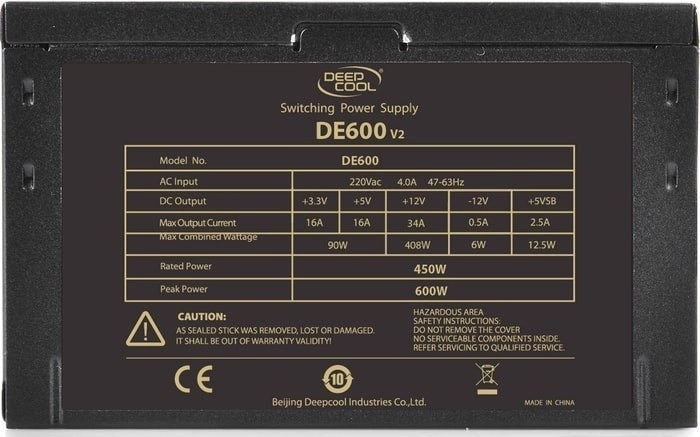 DEEP
COOL
Switching Power Supply
DE600 V2
Model No. DE600
AC Input 220Vac 4.0A 47-63Hz
DC Output +3.3V +5V +12V -12V +5VSB
Max Output Current 16A 16A 34A 0.5A 2.5A
Max Combined Wattage 90W 408W 6W 12.5W
Rated Power 450W
Peak Power 600W
CAUTION:
AS SEALED STICK WAS REMOVED, LOST OR DAMAGED.
IT SHALL BE OUT OF WARRANTY VALIDITY!
HAZARDOUS AREA
SAFETY INSTRUCTIONS:
DO NOT REMOVE THE COVER
NO SERVICEABLE COMPONENTS INSIDE.
REFER SERVICING TO QUALIFIED SERVICE.
CE
10
Beijing Deepcool Industries Co.,Ltd.
MADE IN CHINA